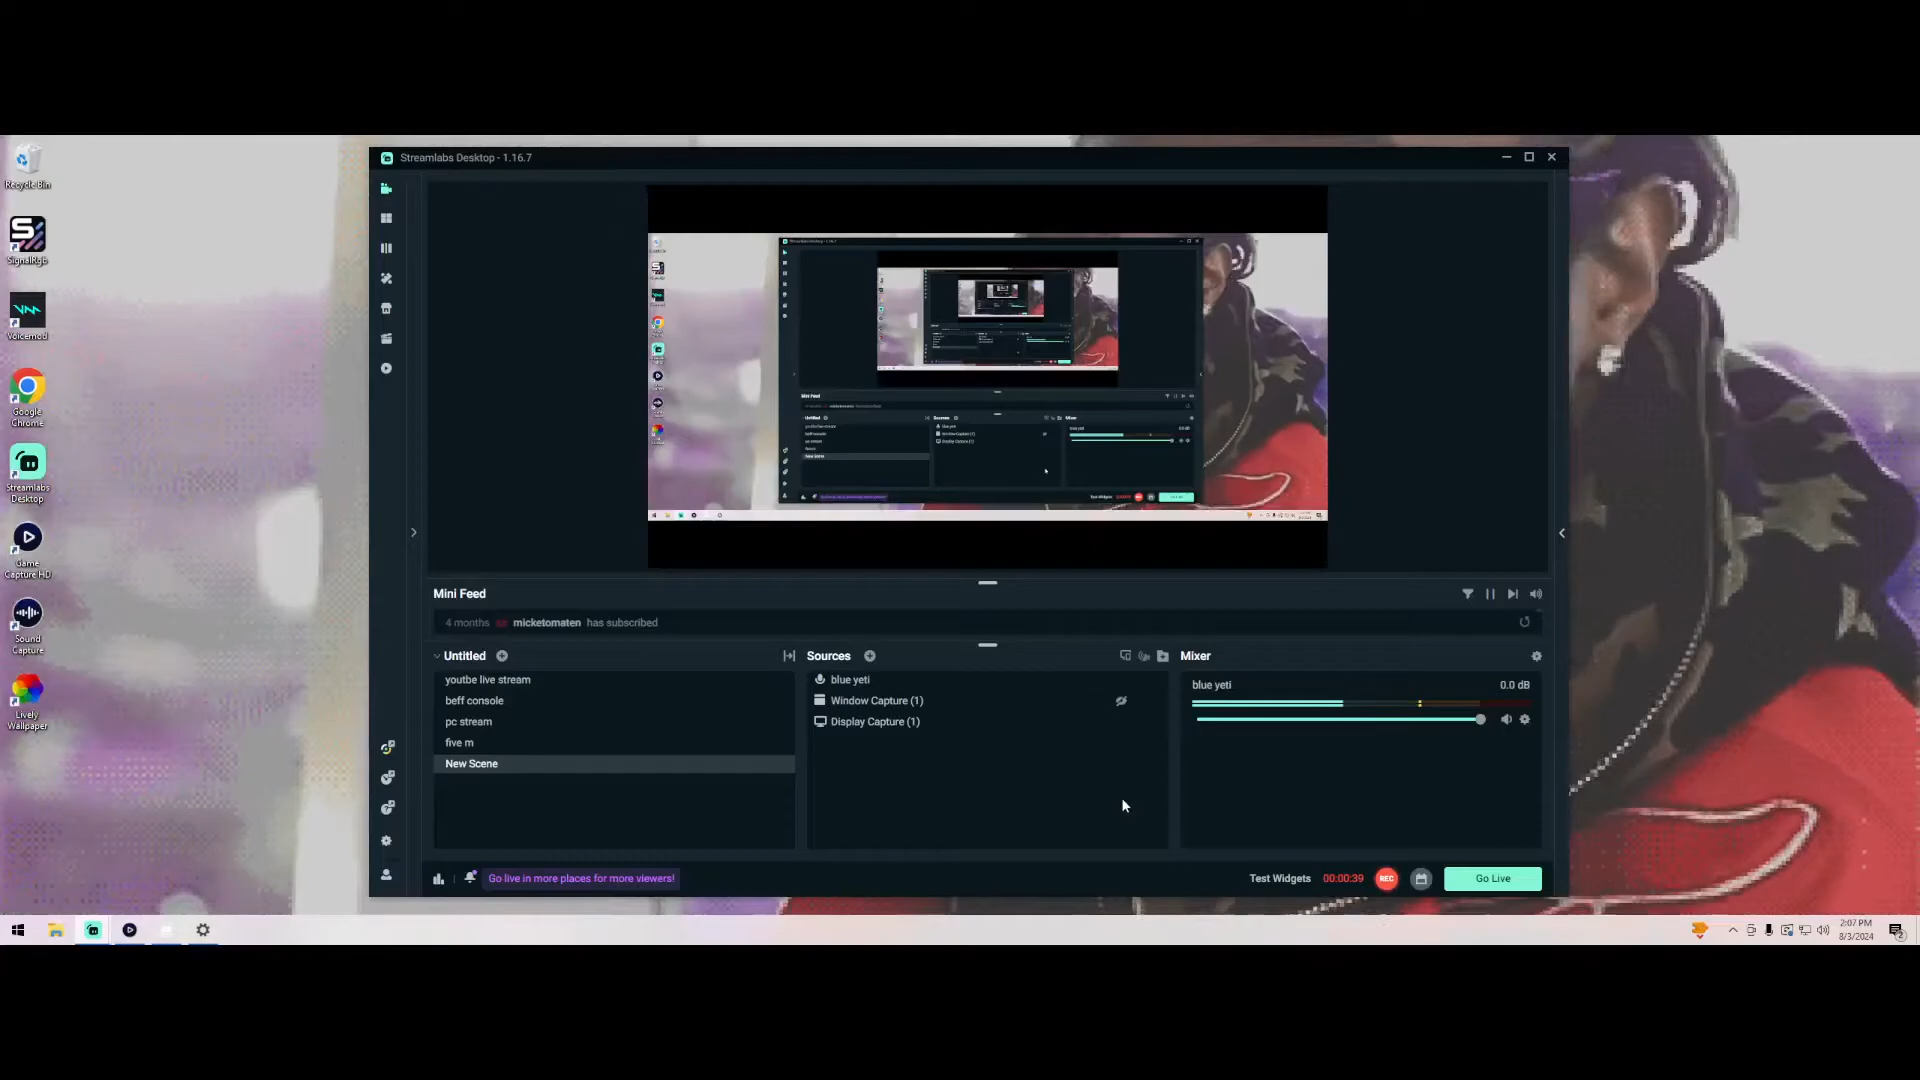 Recycle Bin
SignalRgb
Voicemod
Google
Chrome
Streamlabs
Desktop
Game
Capture HD
Sound
Capture
Lively
Wallpaper
Streamlabs Desktop - 1.16.7
Mini Feed
4 months micketomaten has subscribed
Untitled
youtbe live stream
beff console
pc stream
five m
New Scene
Sources
blue yeti
Window Capture (1)
Display Capture (1)
Mixer
blue yeti 0.0 dB
Go live in more places for more viewers!
Test Widgets 00:00:39 REC Go Live
2:07 PM
8/3/2024
2